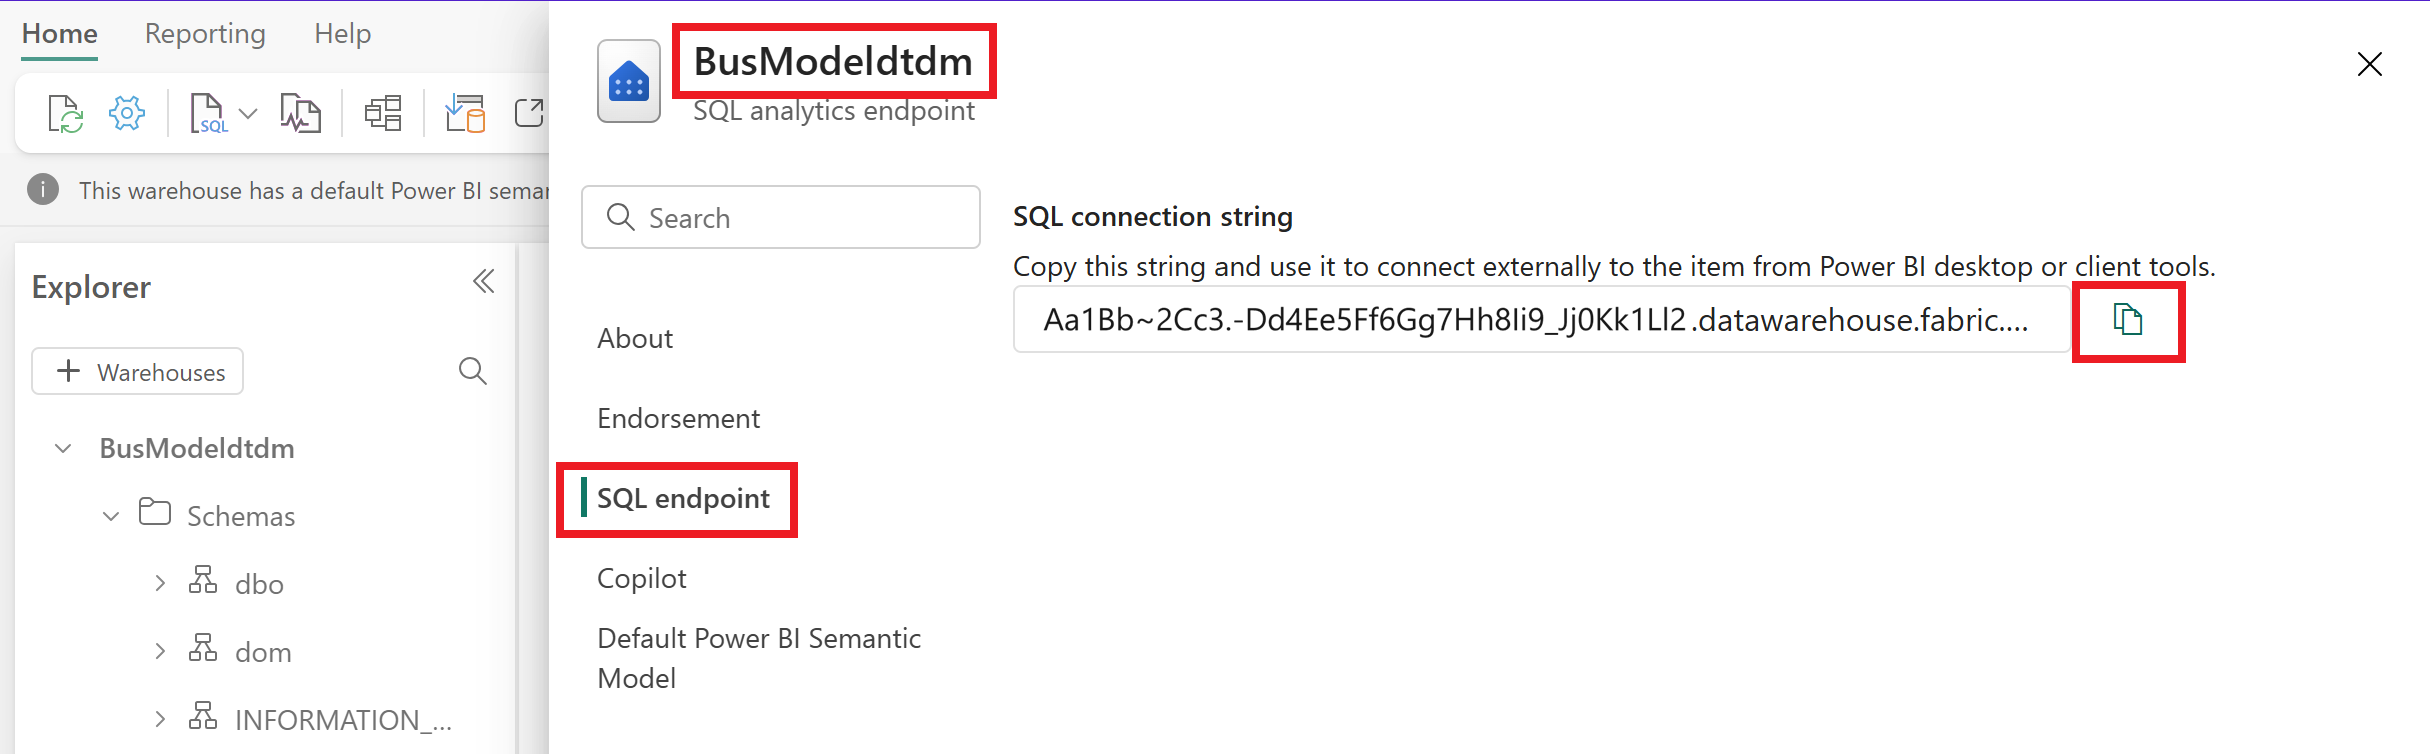 Home Reporting Help
SQL
This warehouse has a default Power BI seman
Explorer
Warehouses
BusModeldtdm
Schemas
dbo
dom
INFORMATION_...
BusModeldtdm
SQL analytics endpoint
Search
About
Endorsement
SQL endpoint
Copilot
Default Power BI Semantic
Model
SQL connection string
Copy this string and use it to connect externally to the item from Power BI desktop or client tools.
Aa1Bb~2Cc3.-Dd4Ee5Ff6Gg7Hh8Ii9_Jj0Kk1Ll2.datawarehouse.fabric....